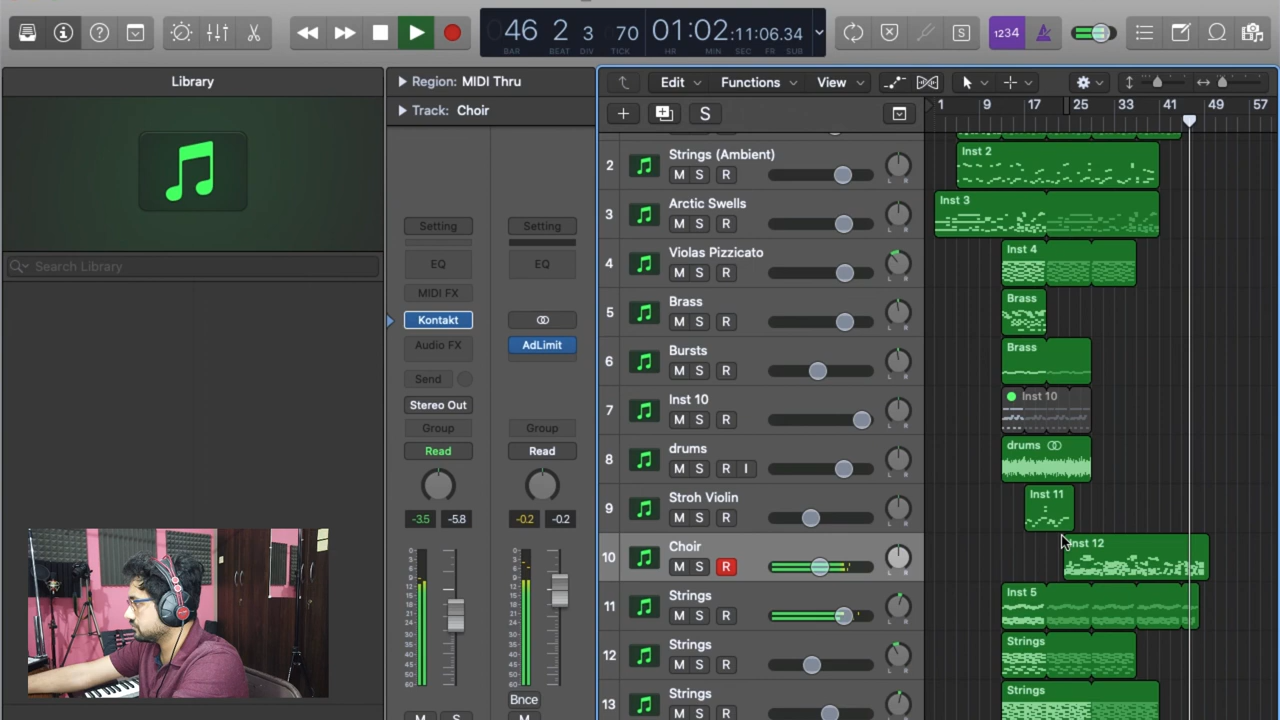 46 2 3 70 01:02:11:06.34
BAR BEAT DIV TICK HR MIN SEC FR SUB
S
1234
Library
Search Library
Region: MIDI Thru
Track: Choir
Setting Setting
EQ EQ
MIDI FX
Kontakt
Audio FX AdLimit
Send
Stereo Out
Group Group
Read Read
-3.5 -5.8 -0.2 -0.2
Bnce
M S M
Edit Functions View
S
1 9 17 25 33 41 49 57
2 Strings (Ambient)
M S R
Inst 2
3 Arctic Swells
M S R
Inst 3
4 Violas Pizzicato
M S R
Inst 4
5 Brass
M S R
Brass
6 Bursts
M S R
Brass
7 Inst 10
M S R
Inst 10
8 drums
M S R I
drums
9 Stroh Violin
M S R
Inst 11
10 Choir
M S R
nst 12
11 Strings
M S R
Inst 5
12 Strings
M S R
Strings
13 Strings
M S R
Strings